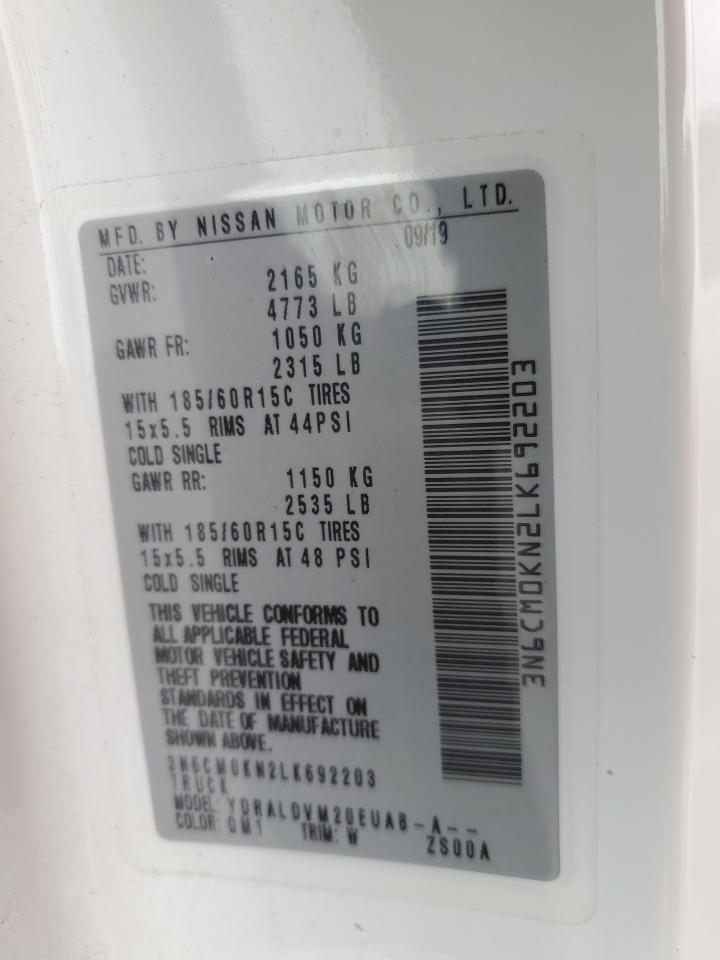 MFD. BY NISSAN MOTOR CO., LTD.
DATE: 09/19
GVWR: 2165 KG
4773 LB
GAWR FR: 1050 KG
2315 LB
WITH 185/60R15C TIRES
15x5.5 RIMS AT 44PSI
COLD SINGLE
GAWR RR: 1150 KG
2535 LB
WITH 185/60R15C TIRES
15x5.5 RIMS AT 48 PSI
COLD SINGLE
THIS VEHICLE CONFORMS TO
ALL APPLICABLE FEDERAL
MOTOR VEHICLE SAFETY AND
THEFT PREVENTION
STANDARDS IN EFFECT ON
THE DATE OF MANUFACTURE
SHOWN ABOVE.
3N6CM0KN2LK692203
TRUCK
MODEL: YDRALDVM20EUAB-A--
COLOR: QM1 TRIM: W ZS00A
3N6CM0KN2LK692203